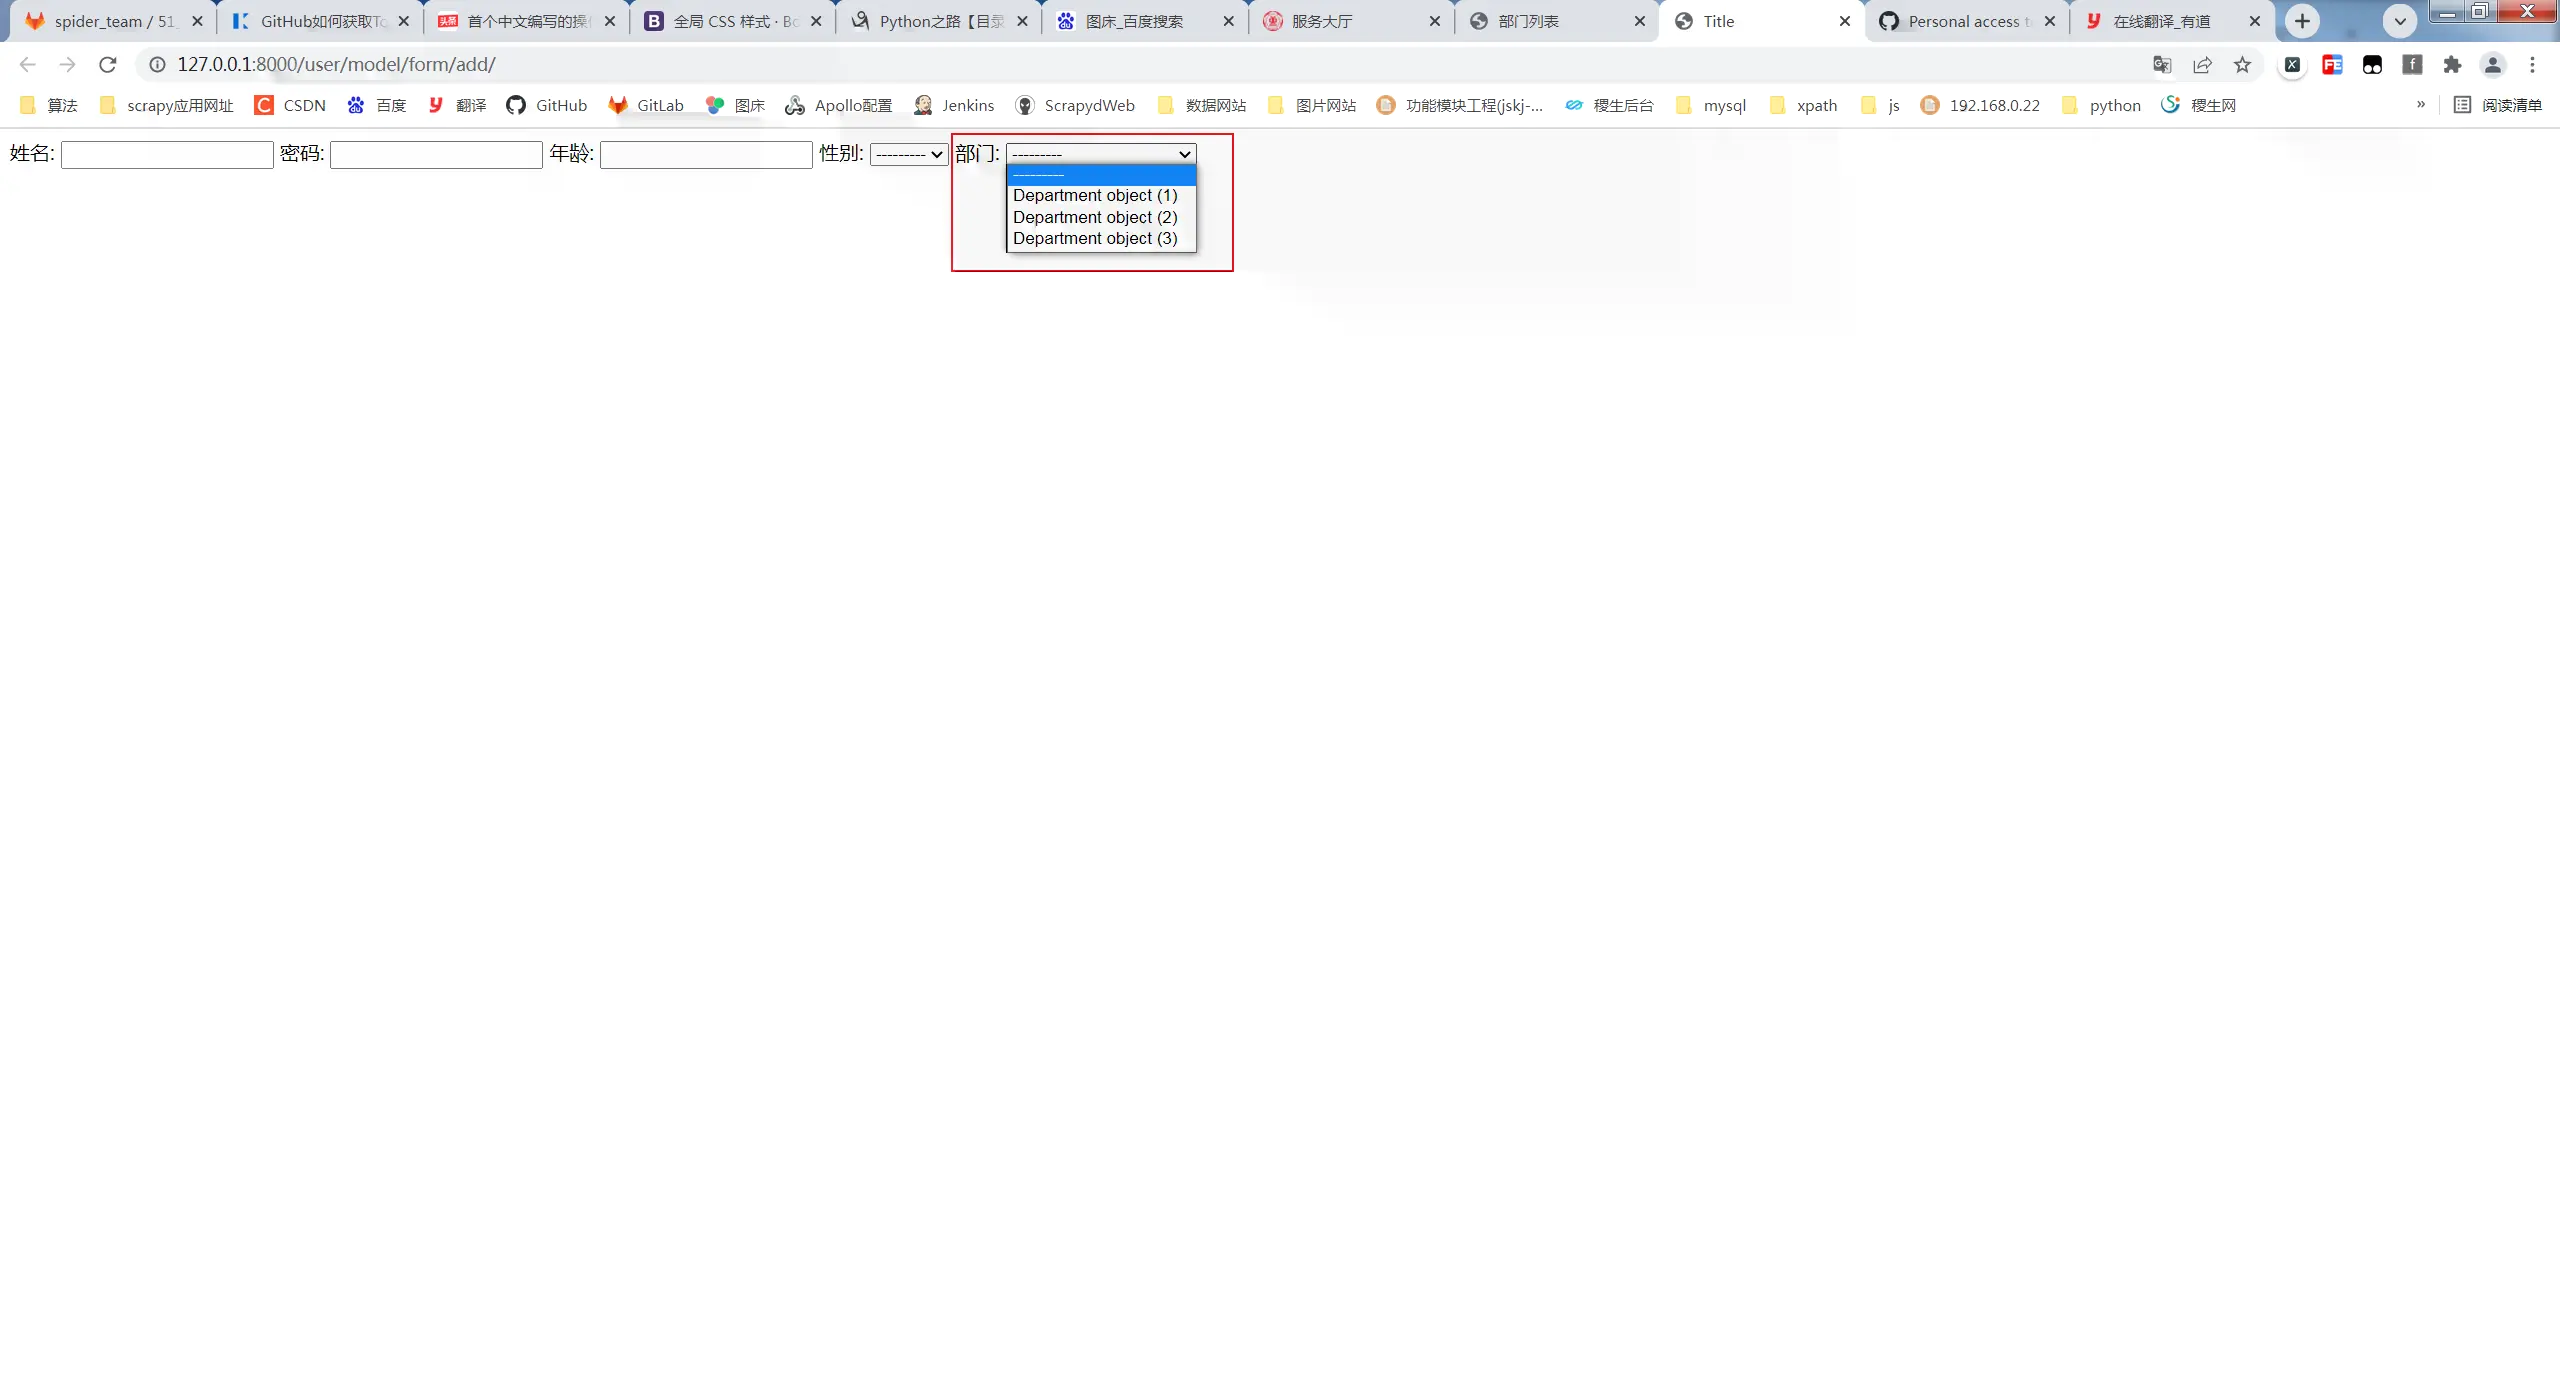 spider_team / 51 GitHub如何获取To 首个中文编写的操 全局 CSS 样式 · Bo Python之路【目录 图床_百度搜索 服务大厅 部门列表 Title Personal access t 在线翻译_有道
127.0.0.1:8000/user/model/form/add/
算法 scrapy应用网址 CSDN 百度 翻译 GitHub GitLab 图床 Apollo配置 Jenkins ScrapydWeb 数据网站 图片网站 功能模块工程(jskj-... 稷生后台 mysql xpath js 192.168.0.22 python 稷生网 » 阅读清单
姓名: 密码: 年龄: 性别: --------- 部门: ---------
---------
Department object (1)
Department object (2)
Department object (3)